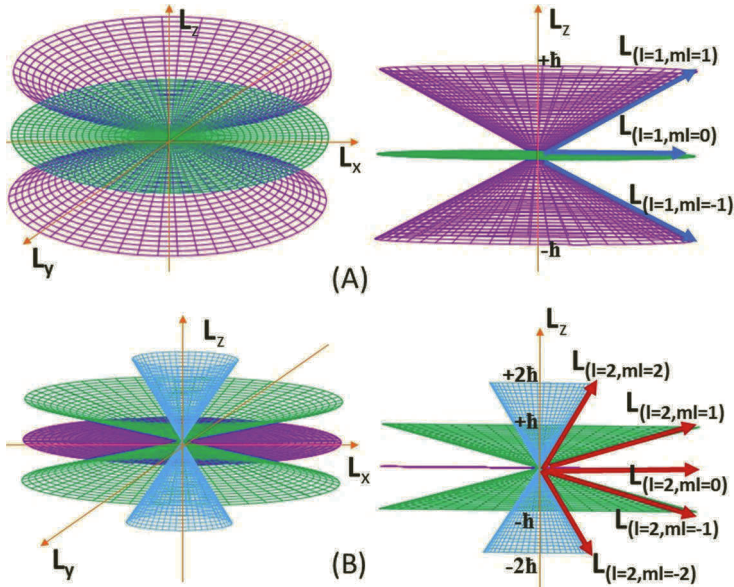 Lz
Lx
Ly
Lz
+ħ
L(l=1,ml=1)
L(l=1,ml=0)
L(l=1,ml=-1)
-ħ
(A)
Lz
Lx
Ly
Lz
+2ħ
L(l=2,ml=2)
+ħ
L(l=2,ml=1)
L(l=2,ml=0)
-ħ
L(l=2,ml=-1)
-2ħ
L(l=2,ml=-2)
(B)